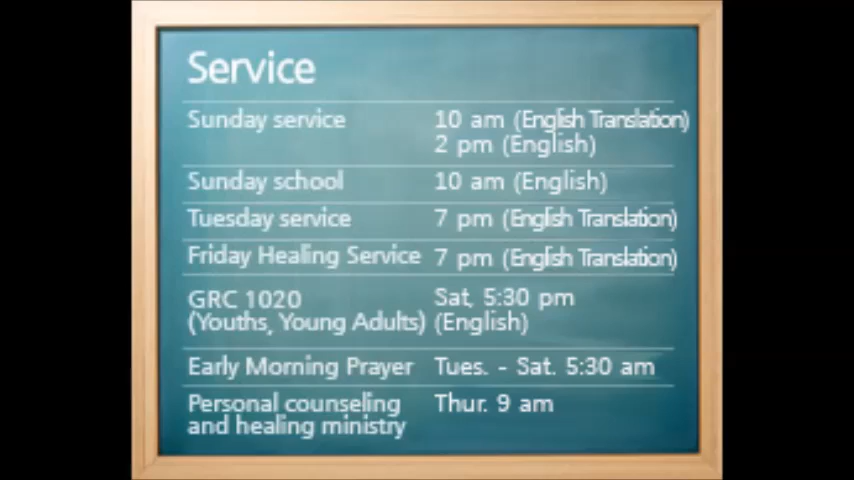 Service
Sunday service 10 am (English Translation)
2 pm (English)
Sunday school 10 am (English)
Tuesday service 7 pm (English Translation)
Friday Healing Service 7 pm (English Translation)
GRC 1020 Sat, 5:30 pm
(Youths, Young Adults) (English)
Early Morning Prayer Tues. - Sat. 5:30 am
Personal counseling Thur. 9 am
and healing ministry